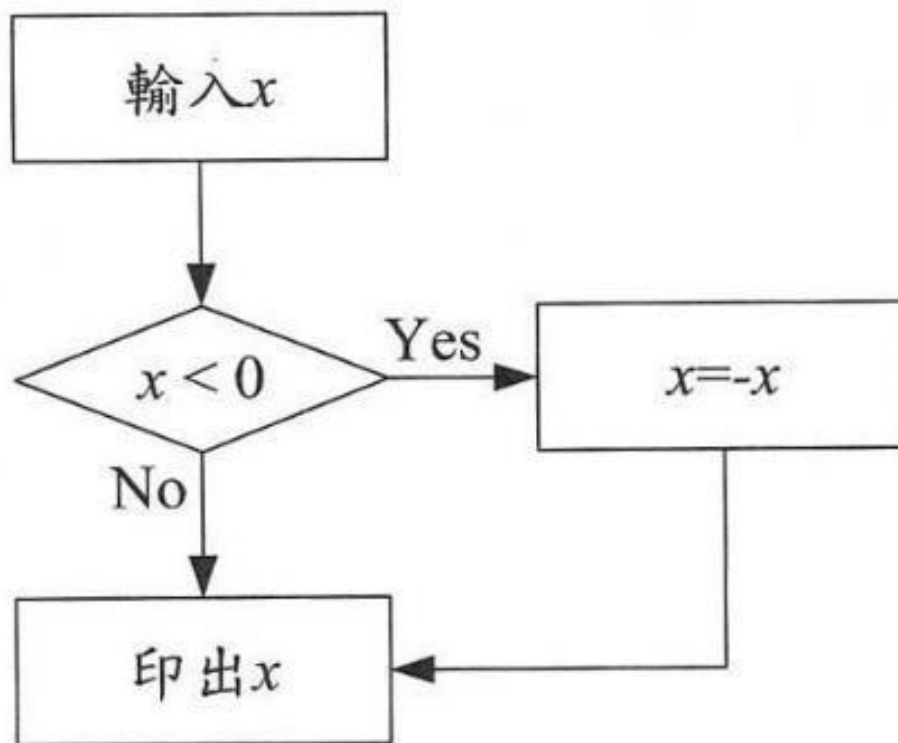 輸入x
x < 0
Yes
x=-x
No
印出x